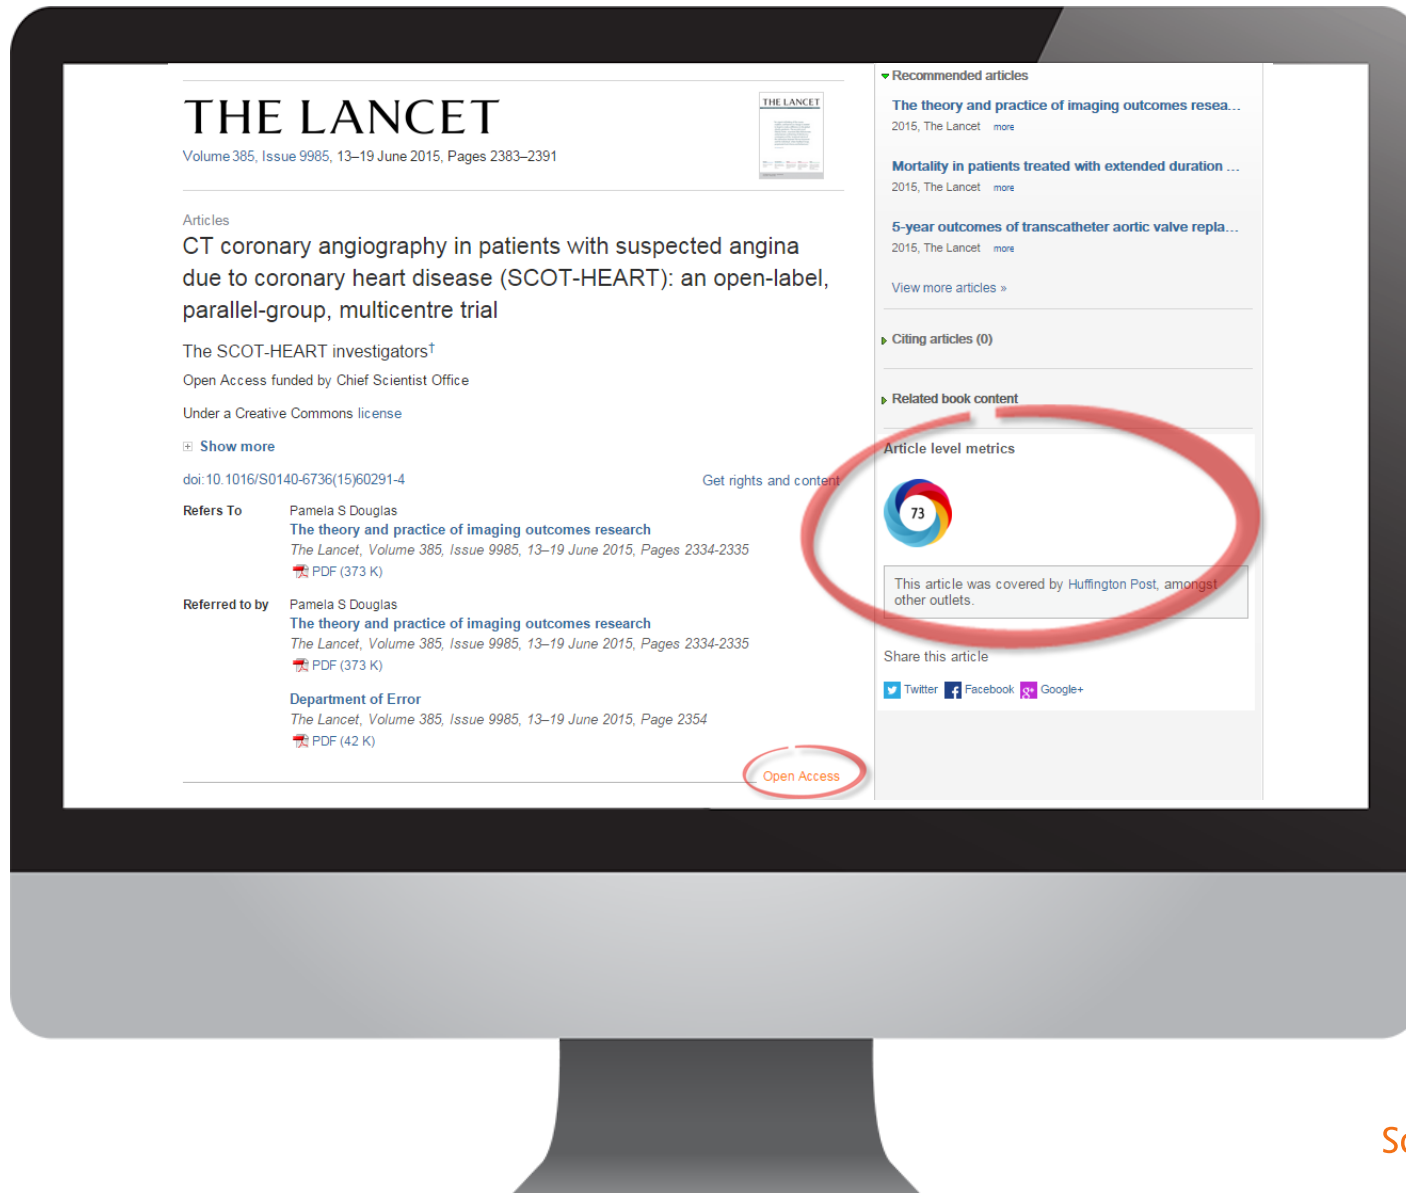 THE LANCET
Volume 385, Issue 9985, 13–19 June 2015, Pages 2383–2391
THE LANCET
Articles
CT coronary angiography in patients with suspected angina
due to coronary heart disease (SCOT-HEART): an open-label,
parallel-group, multicentre trial
The SCOT-HEART investigators†
Open Access funded by Chief Scientist Office
Under a Creative Commons license
Show more
doi:10.1016/S0140-6736(15)60291-4
Get rights and content
Refers To
Pamela S Douglas
The theory and practice of imaging outcomes research
The Lancet, Volume 385, Issue 9985, 13–19 June 2015, Pages 2334-2335
PDF (373 K)
Referred to by
Pamela S Douglas
The theory and practice of imaging outcomes research
The Lancet, Volume 385, Issue 9985, 13–19 June 2015, Pages 2334-2335
PDF (373 K)
Department of Error
The Lancet, Volume 385, Issue 9985, 13–19 June 2015, Page 2354
PDF (42 K)
Open Access
Recommended articles
The theory and practice of imaging outcomes resea...
2015, The Lancet more
Mortality in patients treated with extended duration ...
2015, The Lancet more
5-year outcomes of transcatheter aortic valve repla...
2015, The Lancet more
View more articles »
Citing articles (0)
Related book content
Article level metrics
73
This article was covered by Huffington Post, amongst
other outlets.
Share this article
Twitter Facebook Google+